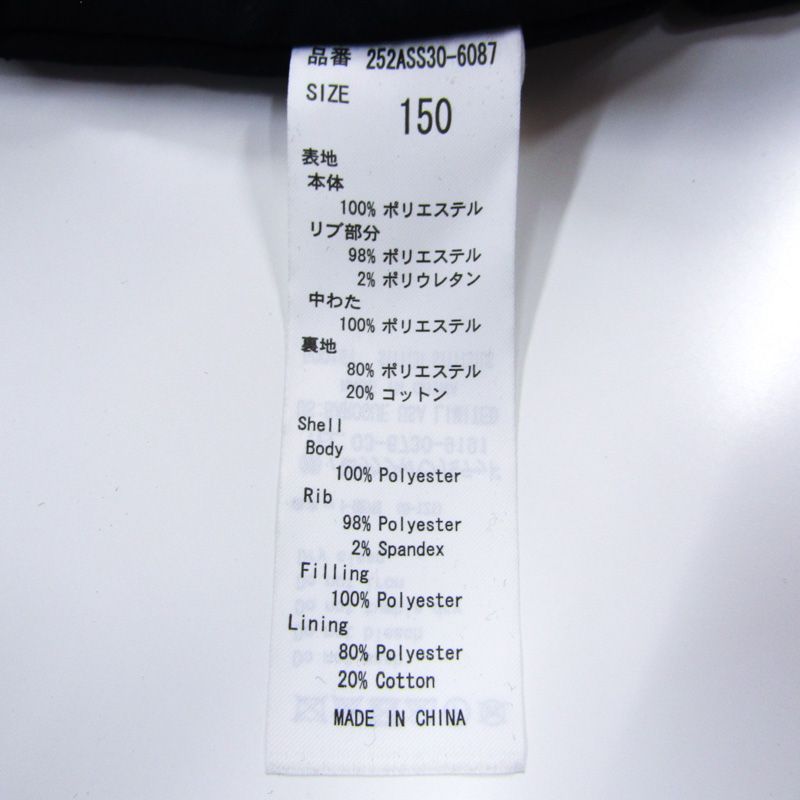 品番 252ASS30-6087
SIZE 150
表地
本体
100% ポリエステル
リブ部分
98% ポリエステル
2% ポリウレタン
中わた
100% ポリエステル
裏地
80% ポリエステル
20% コットン
Shell
Body
100% Polyester
Rib
98% Polyester
2% Spandex
Filling
100% Polyester
Lining
80% Polyester
20% Cotton
MADE IN CHINA